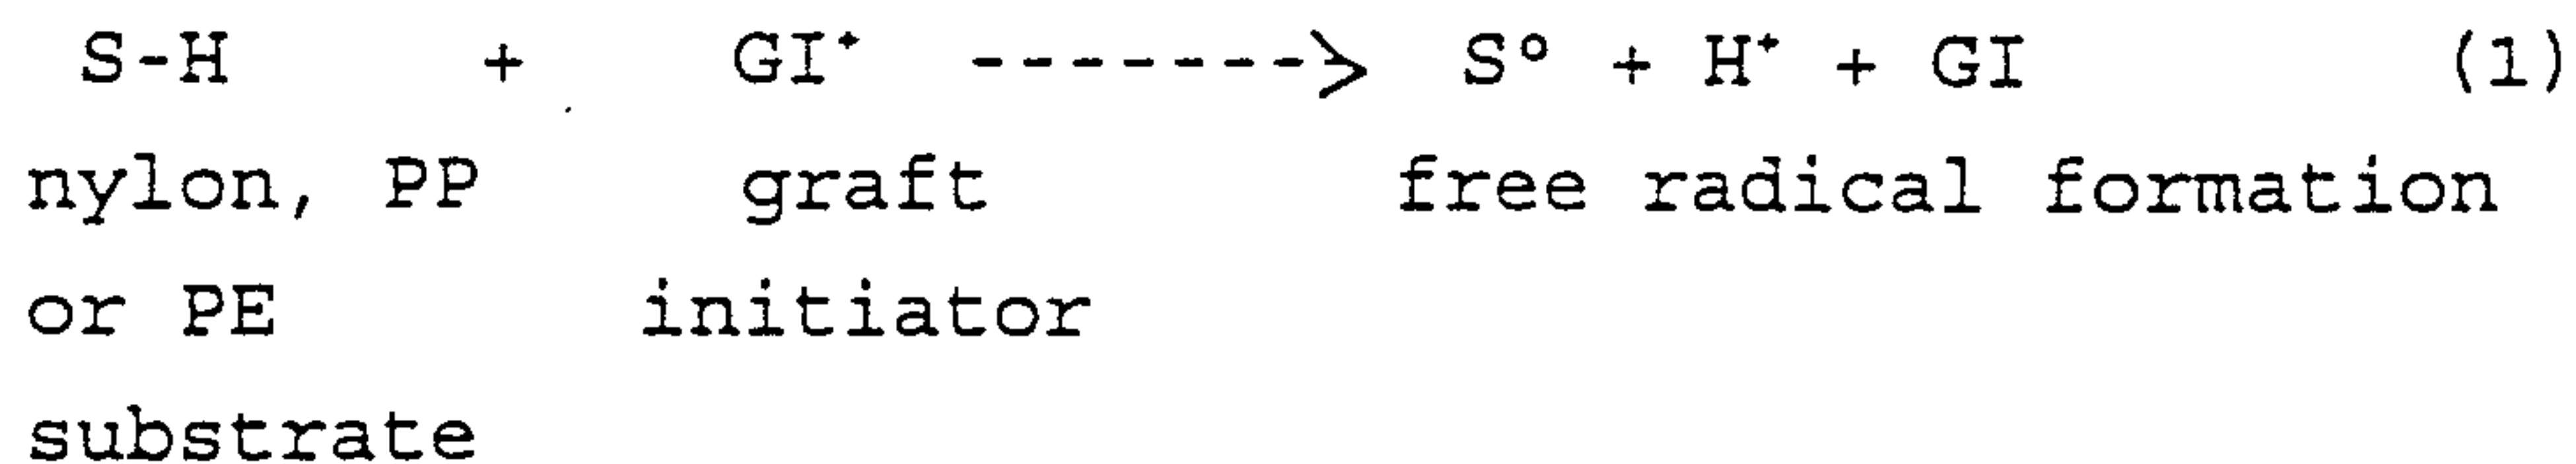 S-H + GI⁺ -------> S° + H⁺ + GI (1)
nylon, PP graft free radical formation
or PE initiator
substrate